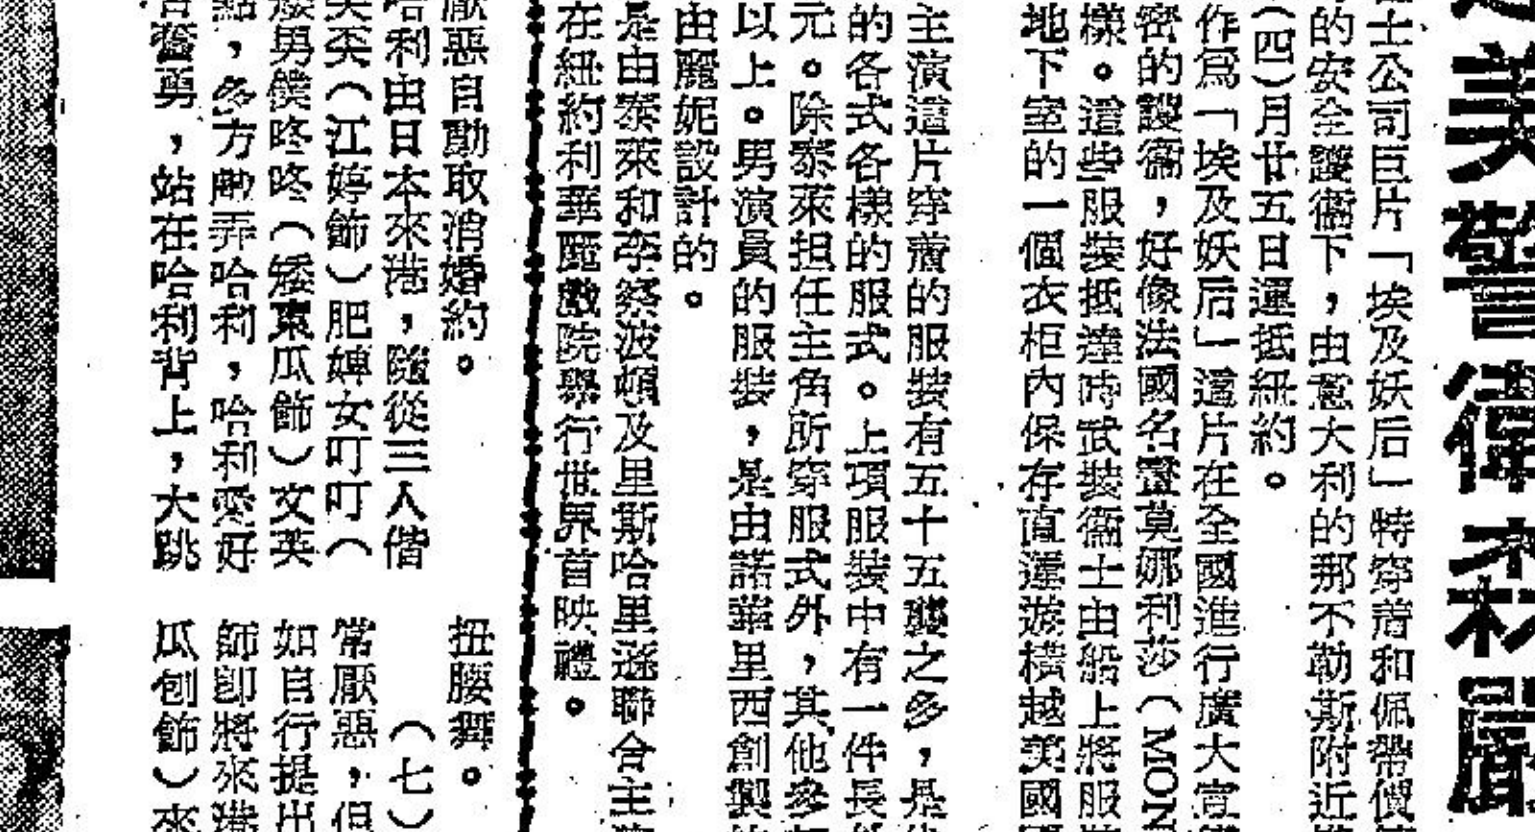 美警衛森嚴
士公司巨片「埃及妖后」特穿着和佩帶價
的安全護衞下，由意大利的那不勒斯附近
（四）月廿五日運抵紐約。
作爲「埃及妖后」這片在全國進行廣大宣
密的護衞，好像法國名畫莫娜利莎（MON
樣。這些服裝抵達時武裝衞士由船上將服
地下室的一個衣柜內保存直達遊橫越美國
主演這片穿着的服裝有五十五襲之多，是
的各式各樣的服式。上項服裝中有一件長
元。除泰萊担任主角所穿服式外，其他參
以上。男演員的服裝，是由諾華里西創製
由麗妮設計的。
是由泰萊和李察波頓及里斯哈里遜聯合主
在紐約利華麗戲院舉行世界首映禮。
厭惡自動取消婚約。
哈利由日本來港，隨從三人偕
美英（江婷飾）肥婢女叮叮（
矮男僕咚咚（矮東瓜飾）文英
點，多方戲弄哈利，哈利愛好
奮勇，站在哈利背上，大跳
扭腰舞。
（七）
常厭惡，但
如自行提出
師卽將來港
瓜刨飾）來